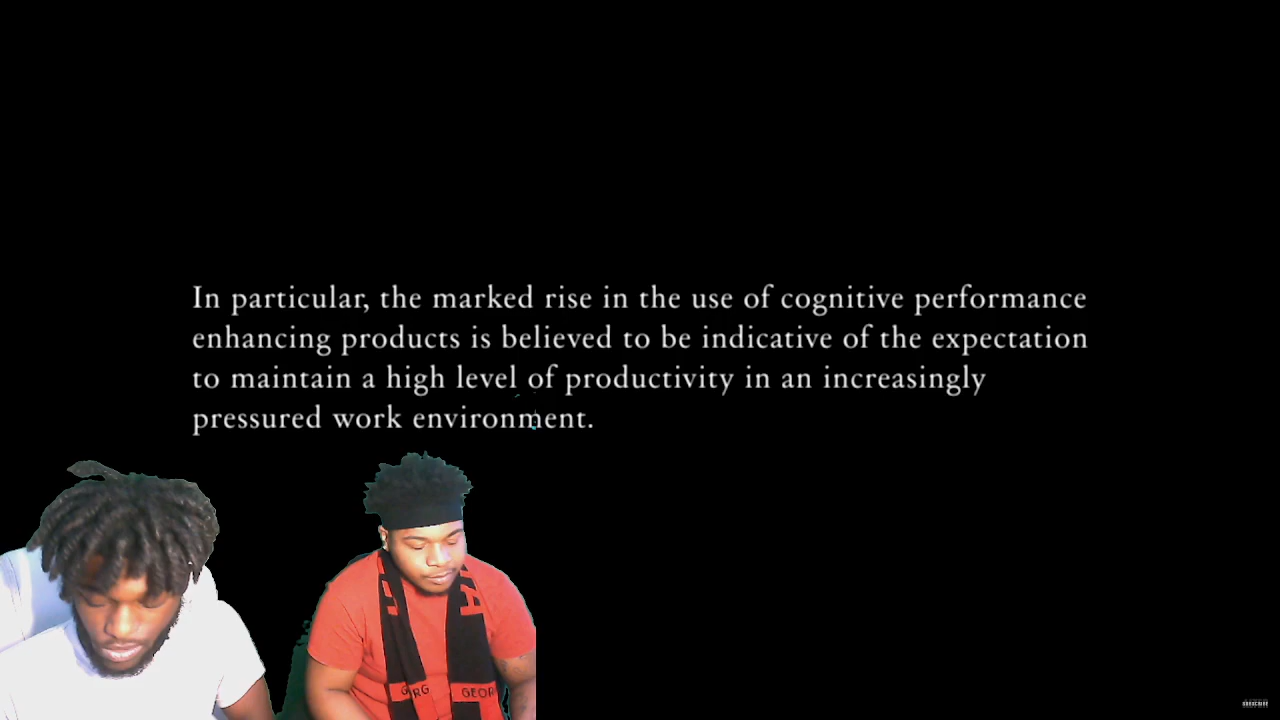 In particular, the marked rise in the use of cognitive performance
enhancing products is believed to be indicative of the expectation
to maintain a high level of productivity in an increasingly
pressured work environment.